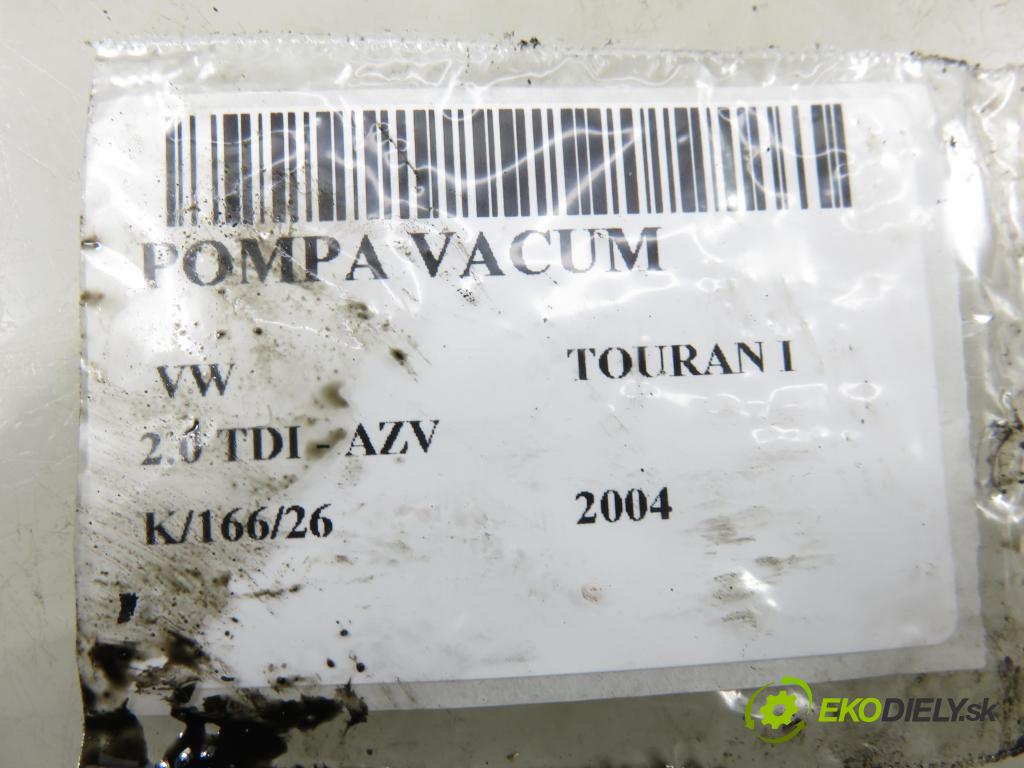 POMPA VACUM
VW TOURAN I
2.0 TDI - AZV
K/166/26 2004
EKODIELY.sk